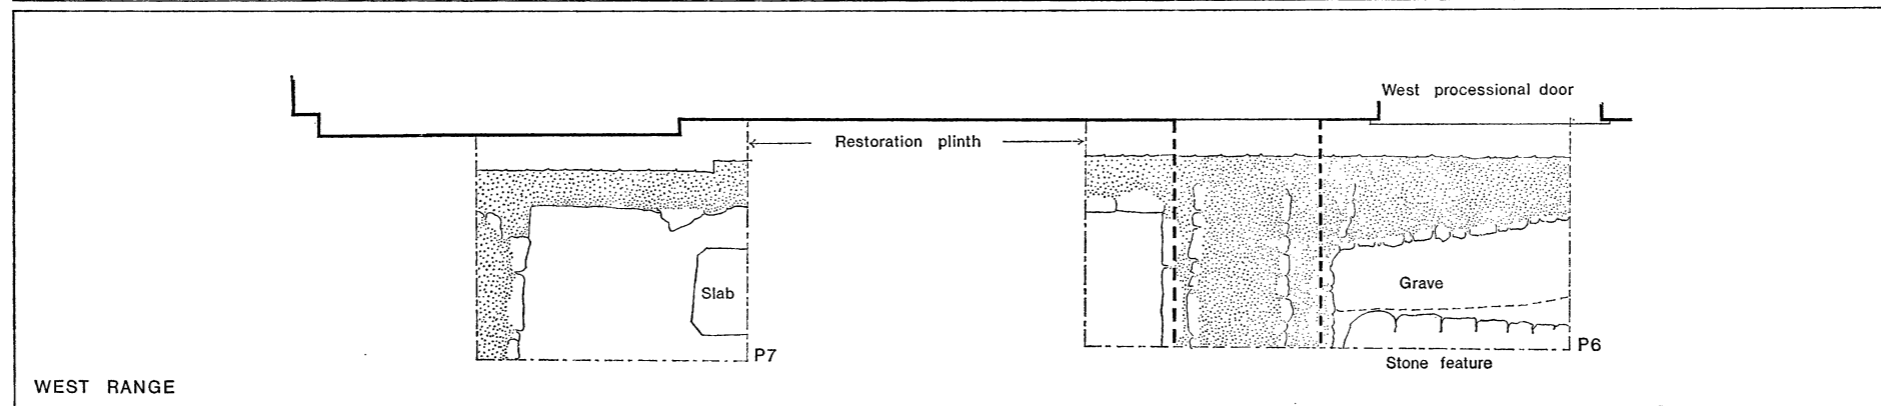 West processional door
Restoration plinth
Slab
Grave
P7
P6
Stone feature
WEST RANGE